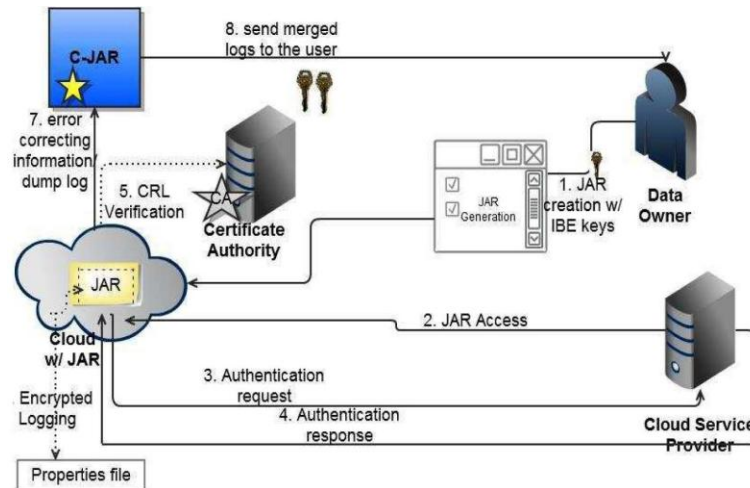 8. send merged
logs to the user
C-JAR
7. error
correcting
information/
dump log
5. CRL
Verification
CA
Certificate
Authority
JAR
Generation
1. JAR
creation w/
IBE keys
Data
Owner
JAR
Cloud
w/ JAR
2. JAR Access
3. Authentication
request
4. Authentication
response
Cloud Service
Provider
Encrypted
Logging
Properties file